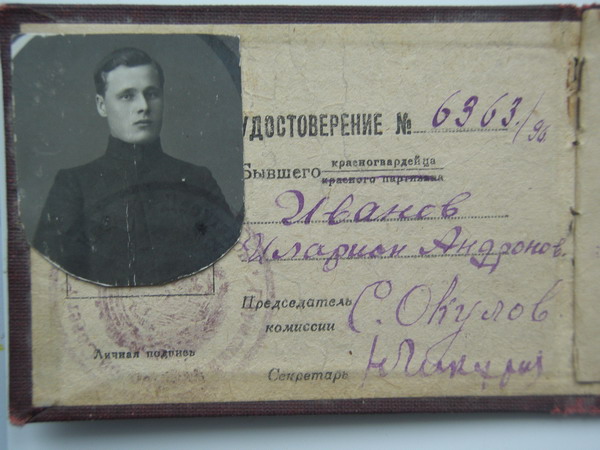 УДОСТОВЕРЕНИЕ № 6363/96
Бывшего красногвардейца
красного партизана
Иванов
Иларион Андронов.
Председатель комиссии С. Окулов
Личная подпись
Секретарь